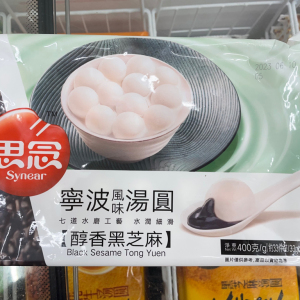 思念
Synear
寧波風味湯圓
七道水磨工藝 水潤細滑
【醇香黑芝麻】
Black Sesame Tong Yuen
400克/g